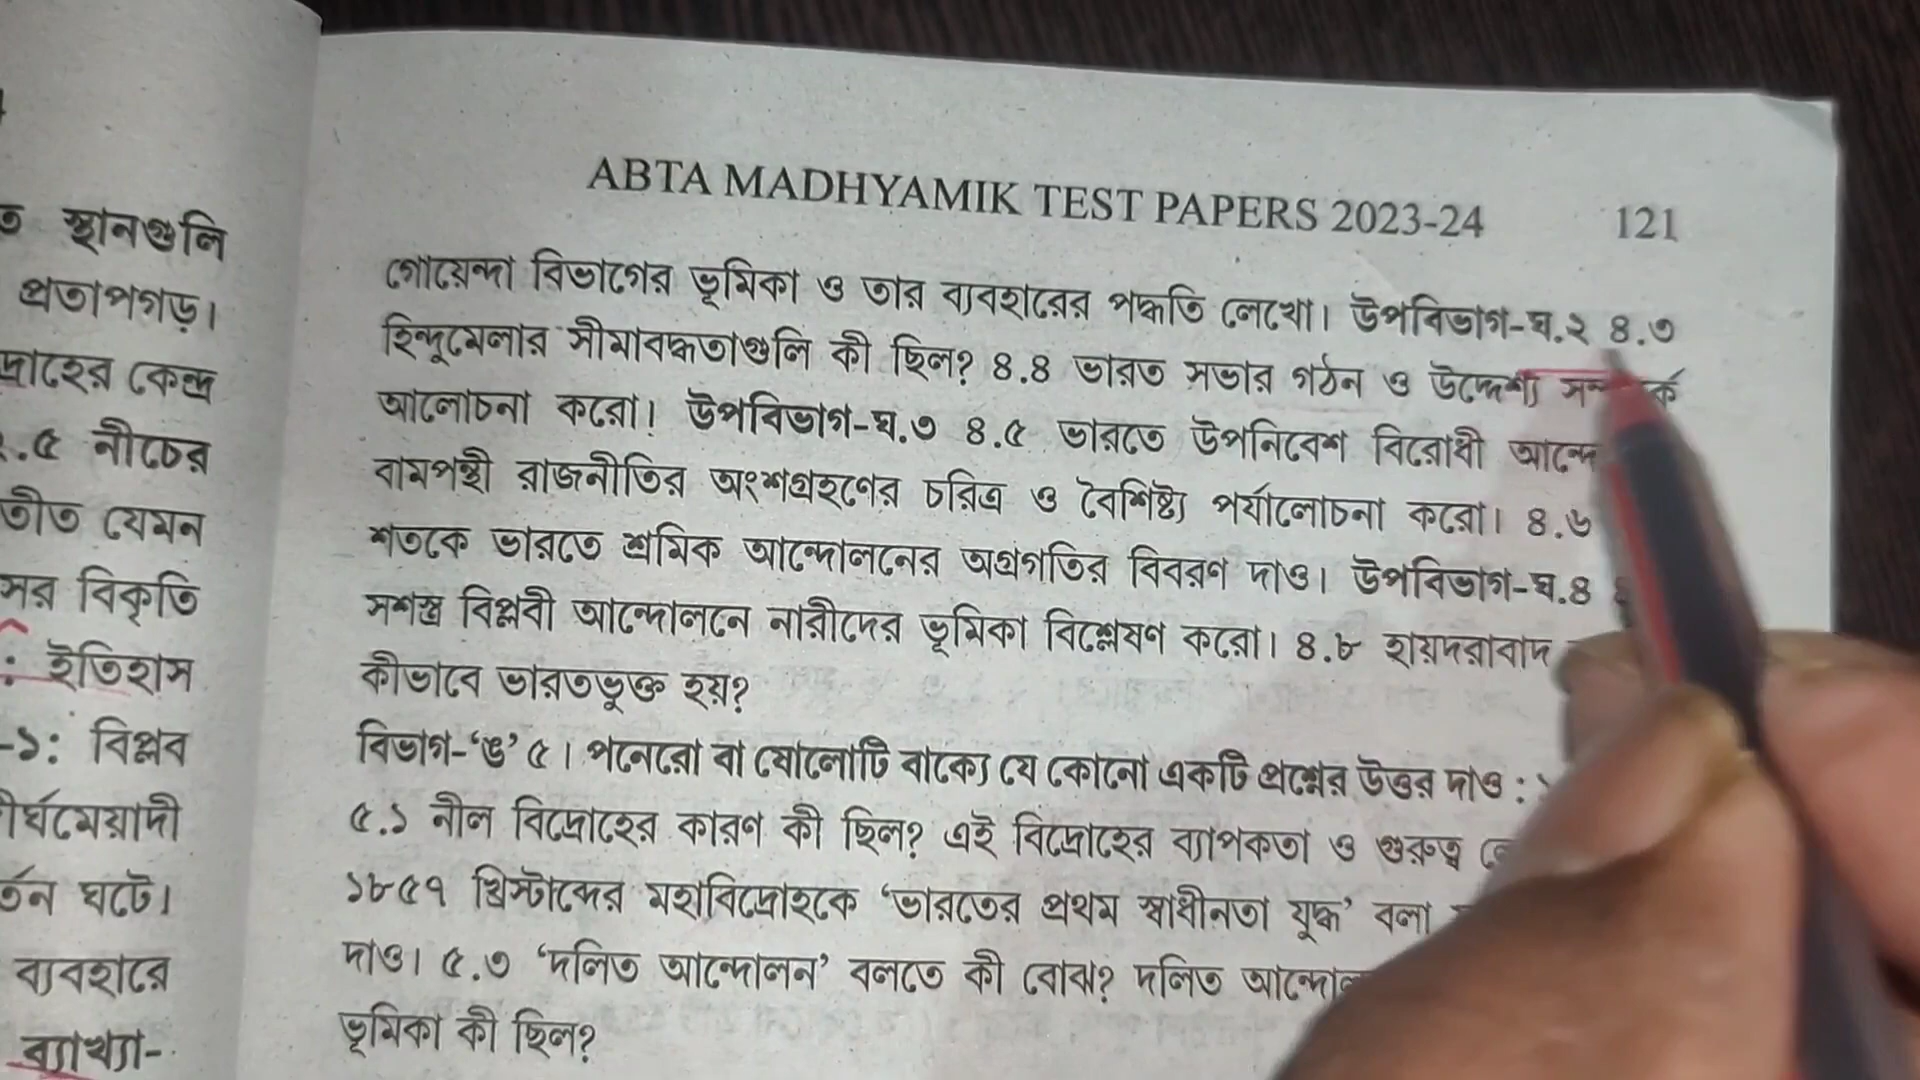 ত স্থানগুলি
প্রতাপগড়।
দ্রোহের কেন্দ্র
.৫ নীচের
তীত যেমন
সর বিকৃতি
: ইতিহাস
-১: বিপ্লব
র্ঘমেয়াদী
র্তন ঘটে।
ব্যবহারে
ব্যাখ্যা-
ABTA MADHYAMIK TEST PAPERS 2023-24 121
গোয়েন্দা বিভাগের ভূমিকা ও তার ব্যবহারের পদ্ধতি লেখো। উপবিভাগ-ঘ.২ ৪.৩
হিন্দুমেলার সীমাবদ্ধতাগুলি কী ছিল? ৪.৪ ভারত সভার গঠন ও উদ্দেশ্য
আলোচনা করো। উপবিভাগ-ঘ.৩ ৪.৫ ভারতে উপনিবেশ বিরোধী আন্দে
বামপন্থী রাজনীতির অংশগ্রহণের চরিত্র ও বৈশিষ্ট্য পর্যালোচনা করো। ৪.৬
শতকে ভারতে শ্রমিক আন্দোলনের অগ্রগতির বিবরণ দাও। উপবিভাগ-ঘ.৪
সশস্ত্র বিপ্লবী আন্দোলনে নারীদের ভূমিকা বিশ্লেষণ করো। ৪.৮ হায়দরাবাদ
কীভাবে ভারতভুক্ত হয়?
বিভাগ-‘ঙ’ ৫। পনেরো বা ষোলোটি বাক্যে যে কোনো একটি প্রশ্নের উত্তর দাও :
৫.১ নীল বিদ্রোহের কারণ কী ছিল? এই বিদ্রোহের ব্যাপকতা ও গুরুত্ব
১৮৫৭ খ্রিস্টাব্দের মহাবিদ্রোহকে ‘ভারতের প্রথম স্বাধীনতা যুদ্ধ’ বলা
দাও। ৫.৩ ‘দলিত আন্দোলন’ বলতে কী বোঝ? দলিত আন্দোল
ভূমিকা কী ছিল?